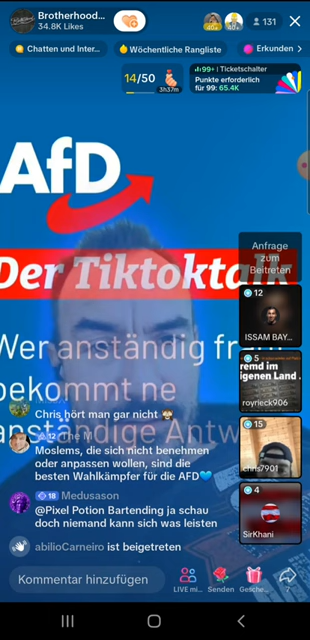 Brotherhood...
34.8K Likes
131
Chatten und Inter...
Wöchentliche Rangliste
Erkunden
14/50
3h37m
99+ | Ticketschalter
Punkte erforderlich
für 99: 65.4K
AfD
Der Tiktoktalk
Anfrage
zum
Beitreten
Wer anständig fr
bekommt ne
anständige Antw
12
ISSAM BAY...
5
remd im
igenen Land .
royrieck906
15
chris7901
4
SirKhani
Chris hört man gar nicht
12 The M
Moslems, die sich nicht benehmen
oder anpassen wollen, sind die
besten Wahlkämpfer für die AFD💙
18 Medusason
@Pixel Potion Bartending ja schau
doch niemand kann sich was leisten
abilioCarneiro ist beigetreten
Kommentar hinzufügen
LIVE mi...
Senden
Gesche...
7